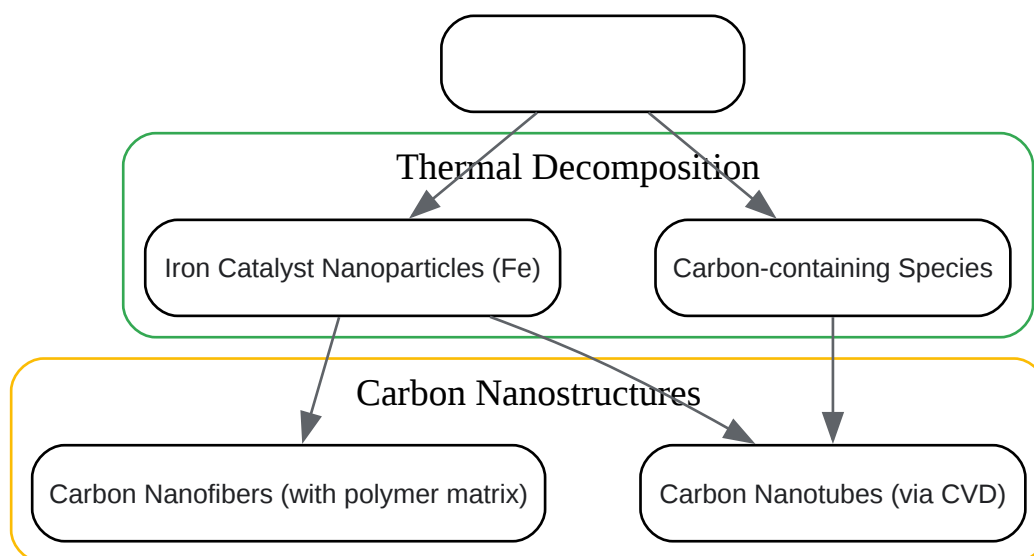 Thermal Decomposition
Iron Catalyst Nanoparticles (Fe)
Carbon-containing Species
Carbon Nanostructures
Carbon Nanofibers (with polymer matrix)
Carbon Nanotubes (via CVD)